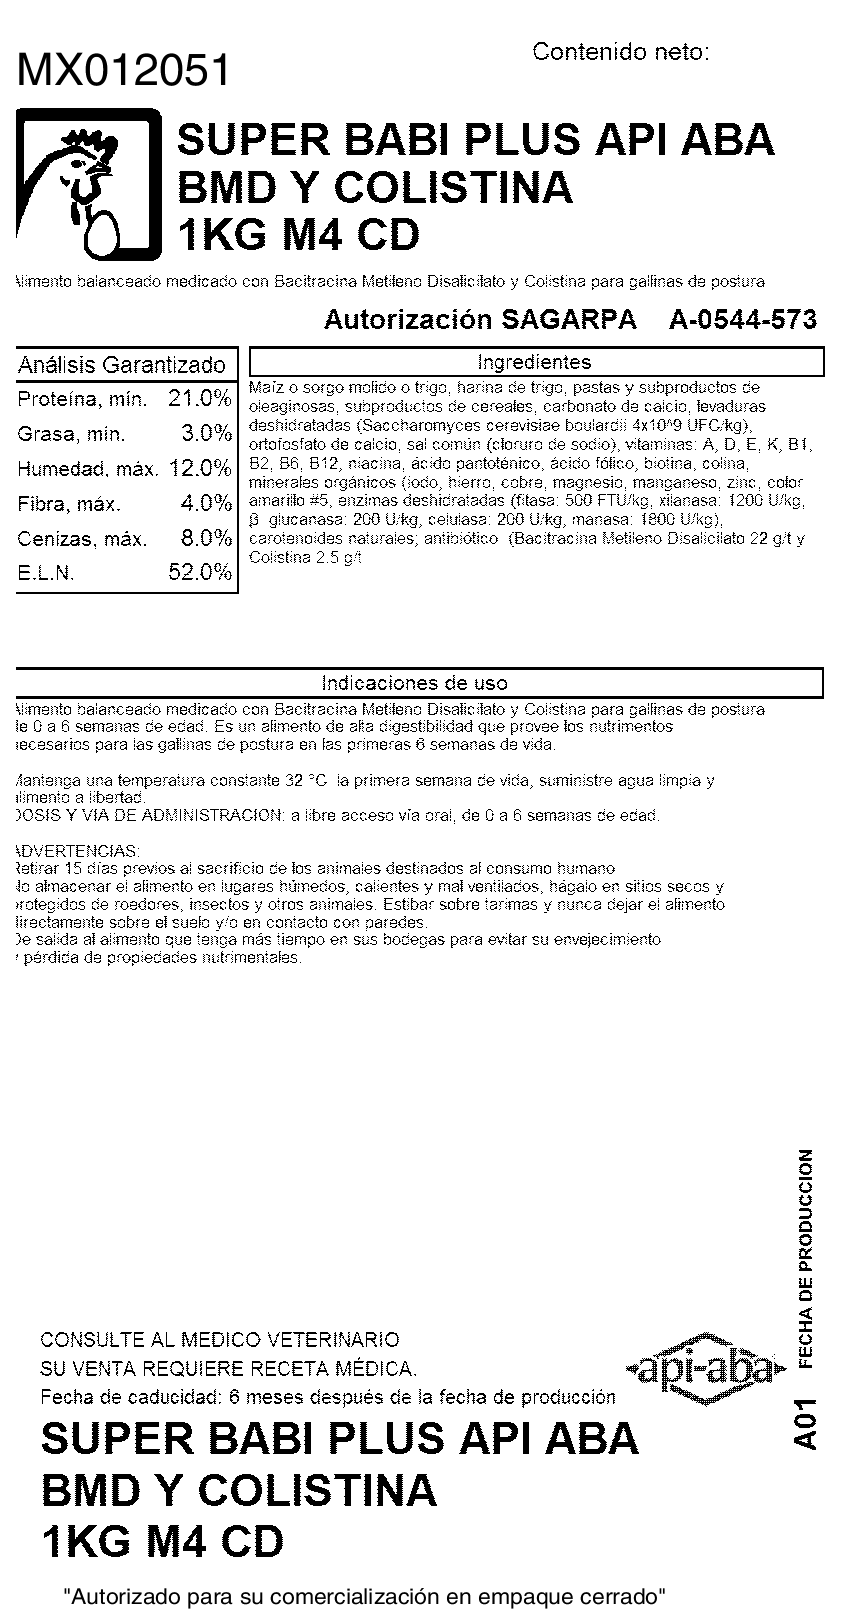 Contenido neto:
MX012051
SUPER BABI PLUS API ABA
BMD Y COLISTINA
1KG M4 CD
Alimento balanceado medicado con Bacitracina Metileno Disalicilato y Colistina para gallinas de postura
Autorización SAGARPA A-0544-573
Análisis Garantizado
Proteína, mín. 21.0%
Grasa, mín. 3.0%
Humedad, máx. 12.0%
Fibra, máx. 4.0%
Cenizas, máx. 8.0%
E.L.N. 52.0%
Ingredientes
Maíz o sorgo molido o trigo, harina de trigo, pastas y subproductos de
oleaginosas, subproductos de cereales, carbonato de calcio, levaduras
deshidratadas (Saccharomyces cerevisiae boulardii 4x10^9 UFC/kg),
ortofosfato de calcio, sal común (cloruro de sodio), vitaminas: A, D, E, K, B1,
B2, B6, B12, niacina, ácido pantoténico, ácido fólico, biotina, colina,
minerales orgánicos (iodo, hierro, cobre, magnesio, manganeso, zinc, color
amarillo #5, enzimas deshidratadas (fitasa: 500 FTU/kg, xilanasa: 1200 U/kg,
β glucanasa: 200 U/kg, celulasa: 200 U/kg, manasa: 1800 U/kg),
carotenoides naturales; antibiótico (Bacitracina Metileno Disalicilato 22 g/t y
Colistina 2.5 g/t
Indicaciones de uso
Alimento balanceado medicado con Bacitracina Metileno Disalicilato y Colistina para gallinas de postura
de 0 a 6 semanas de edad. Es un alimento de alta digestibilidad que provee los nutrimentos
necesarios para las gallinas de postura en las primeras 6 semanas de vida.
Mantenga una temperatura constante 32 °C la primera semana de vida, suministre agua limpia y
alimento a libertad.
DOSIS Y VIA DE ADMINISTRACION: a libre acceso vía oral, de 0 a 6 semanas de edad.
ADVERTENCIAS:
Retirar 15 días previos al sacrificio de los animales destinados al consumo humano
No almacenar el alimento en lugares húmedos, calientes y mal ventilados, hágalo en sitios secos y
protegidos de roedores, insectos y otros animales. Estibar sobre tarimas y nunca dejar el alimento
directamente sobre el suelo y/o en contacto con paredes.
De salida al alimento que tenga más tiempo en sus bodegas para evitar su envejecimiento
y pérdida de propiedades nutrimentales.
A01 FECHA DE PRODUCCION
CONSULTE AL MEDICO VETERINARIO
SU VENTA REQUIERE RECETA MÉDICA.
Fecha de caducidad: 6 meses después de la fecha de producción
api-aba
SUPER BABI PLUS API ABA
BMD Y COLISTINA
1KG M4 CD
"Autorizado para su comercialización en empaque cerrado"